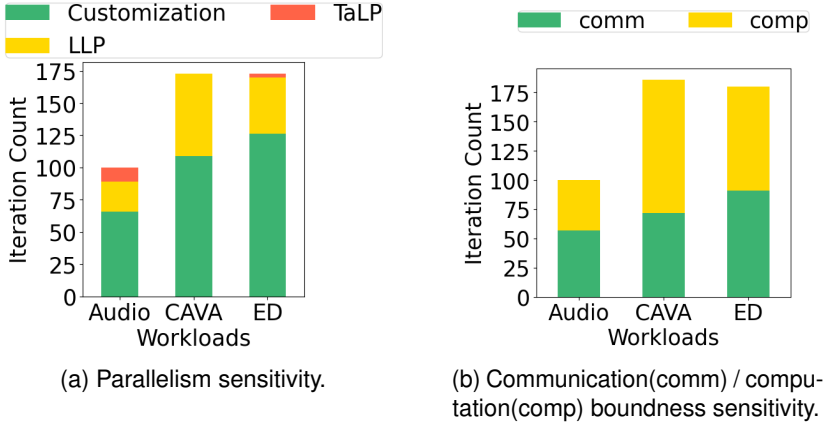 Customization
TaLP
LLP
175
150
125
100
75
50
25
0
Iteration Count
Audio CAVA ED
Workloads
(a) Parallelism sensitivity.
comm
comp
175
150
125
100
75
50
25
0
Iteration Count
Audio CAVA ED
Workloads
(b) Communication(comm) / compu-
tation(comp) boundness sensitivity.